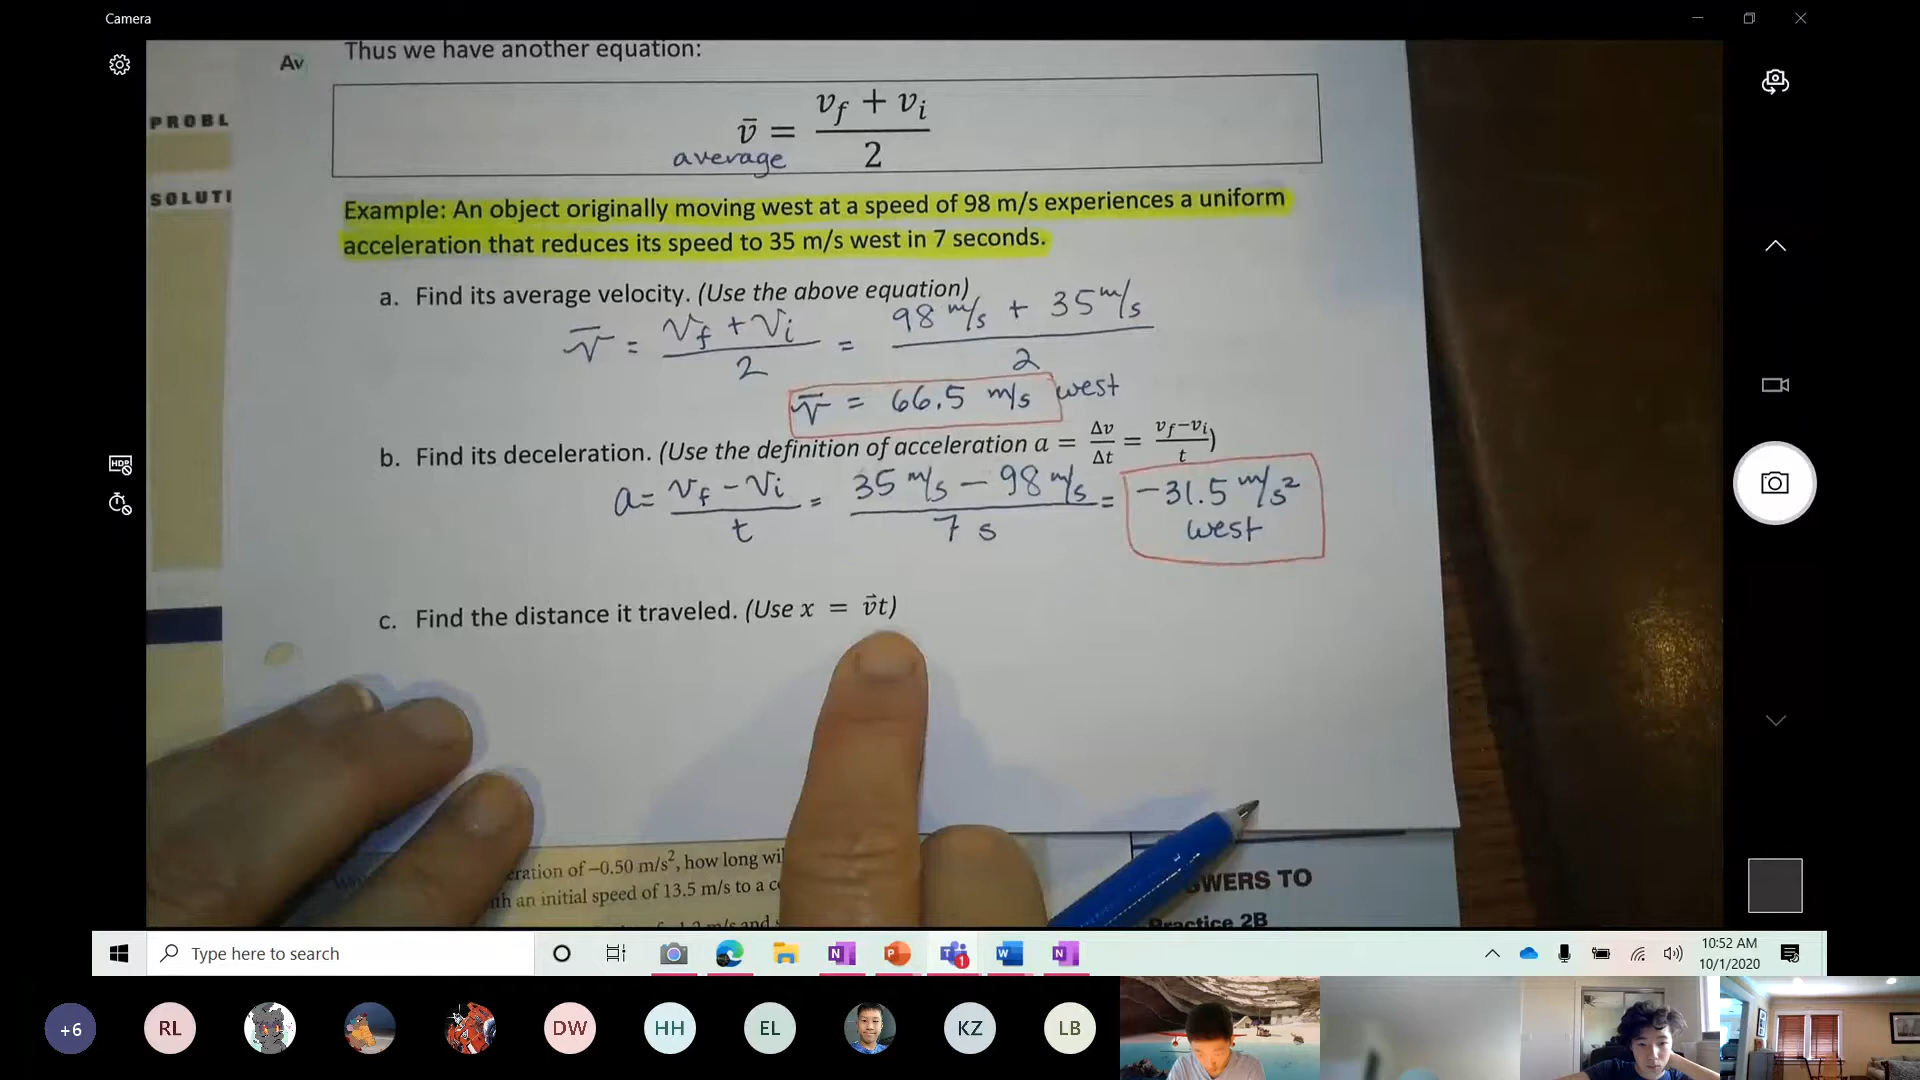 Camera
Av
Thus we have another equation:
PROBL
v̄ = (v_f + v_i) / 2
average
SOLUTI
Example: An object originally moving west at a speed of 98 m/s experiences a uniform
acceleration that reduces its speed to 35 m/s west in 7 seconds.
a. Find its average velocity. (Use the above equation)
v̄ = (v_f + v_i) / 2 = (98 m/s + 35 m/s) / 2
v̄ = 66.5 m/s west
b. Find its deceleration. (Use the definition of acceleration a = Δv/Δt = (v_f − v_i)/t)
a = (v_f − v_i) / t = (35 m/s − 98 m/s) / 7 s = −31.5 m/s²
west
c. Find the distance it traveled. (Use x = v⃗t)
eration of −0.50 m/s², how long wi
th an initial speed of 13.5 m/s to a c
WERS TO
Practice 2B
Type here to search
10:52 AM
10/1/2020
+6
RL
DW
HH
EL
KZ
LB